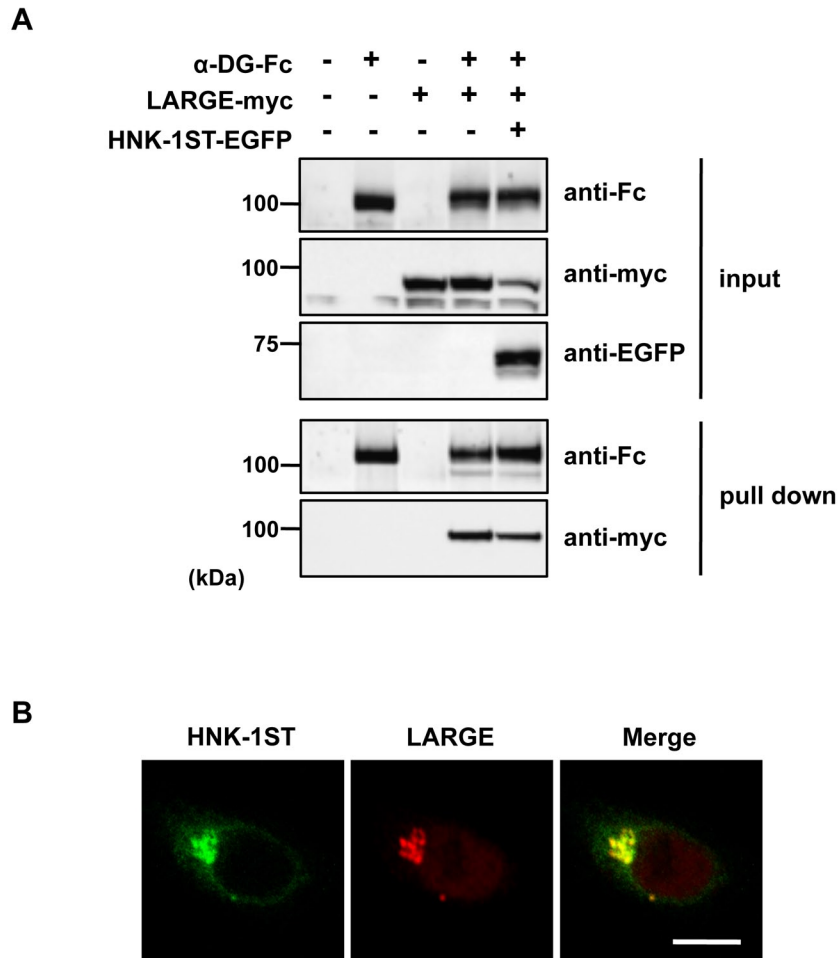 A
α-DG-Fc - + - + +
LARGE-myc - - + + +
HNK-1ST-EGFP - - - - +
100 anti-Fc
100 anti-myc
input
75 anti-EGFP
100 anti-Fc
pull down
100 anti-myc
(kDa)
B
HNK-1ST LARGE Merge